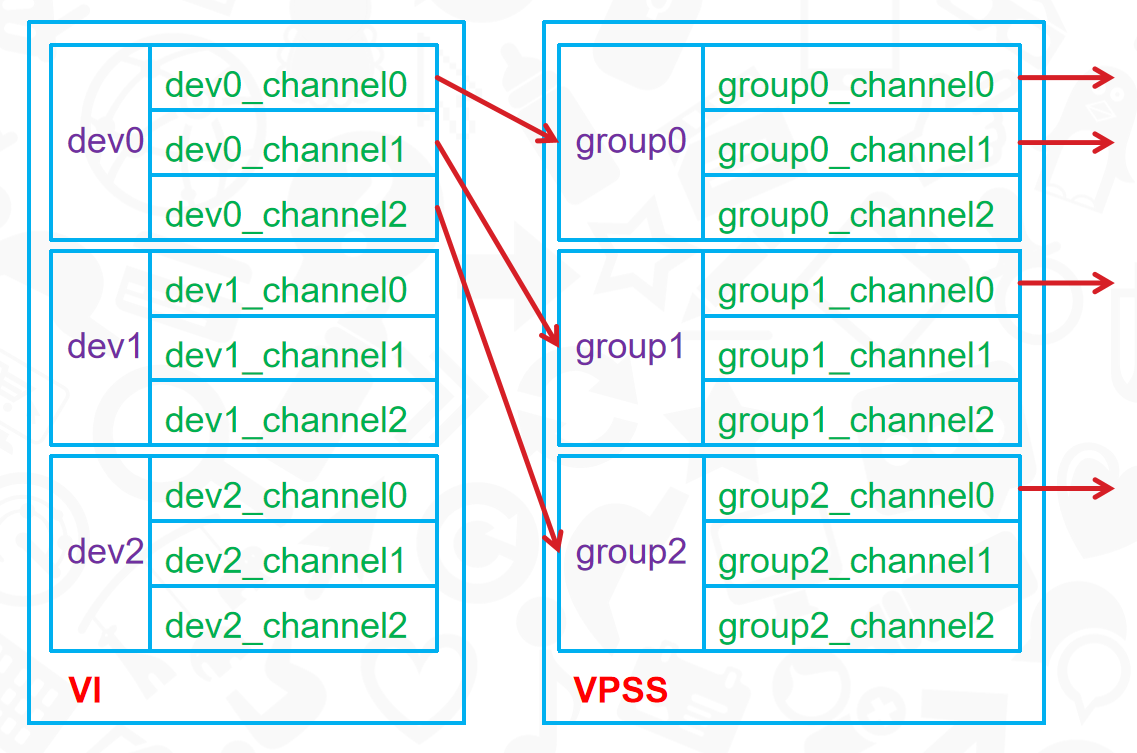 dev0
dev0_channel0
dev0_channel1
dev0_channel2
dev1
dev1_channel0
dev1_channel1
dev1_channel2
dev2
dev2_channel0
dev2_channel1
dev2_channel2
VI
group0
group0_channel0
group0_channel1
group0_channel2
group1
group1_channel0
group1_channel1
group1_channel2
group2
group2_channel0
group2_channel1
group2_channel2
VPSS